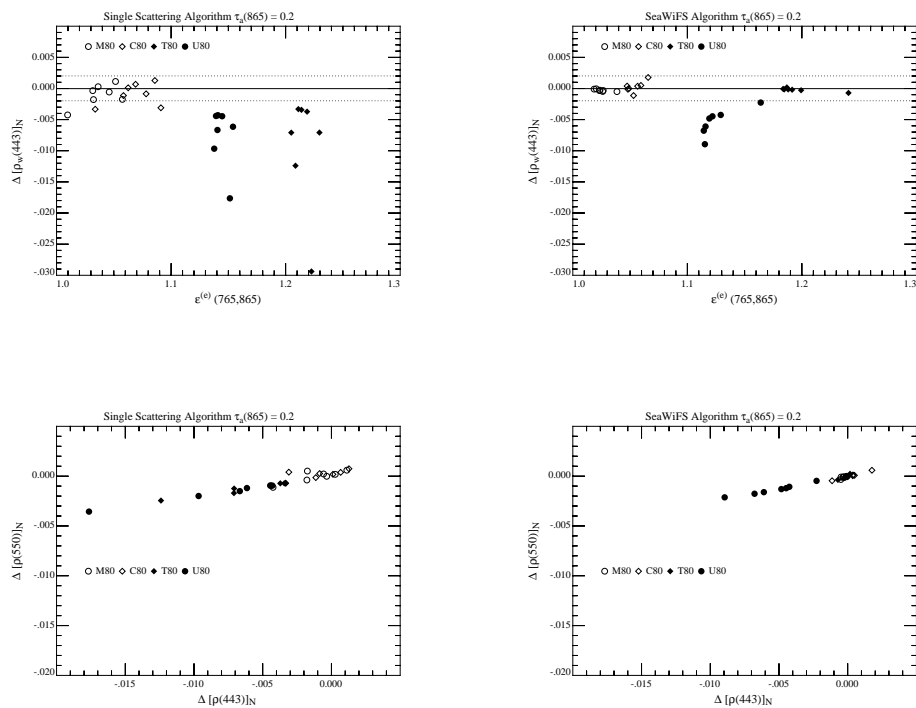 Single Scattering Algorithm τa(865) = 0.2
0.005
0.000
-.005
-.010
-.015
-.020
-.025
-.030
Δ [ρw(443)]N
M80 C80 T80 U80
1.0 1.1 1.2 1.3
ε(e) (765,865)
SeaWiFS Algorithm τa(865) = 0.2
0.005
0.000
-.005
-.010
-.015
-.020
-.025
-.030
Δ [ρw(443)]N
M80 C80 T80 U80
1.0 1.1 1.2 1.3
ε(e) (765,865)
Single Scattering Algorithm τa(865) = 0.2
0.005
0.000
-.005
-.010
-.015
-.020
Δ [ρ(550)]N
M80 C80 T80 U80
-.015 -.010 -.005 0.000
Δ [ρ(443)]N
SeaWiFS Algorithm τa(865) = 0.2
0.005
0.000
-.005
-.010
-.015
-.020
Δ [ρ(550)]N
M80 C80 T80 U80
-.015 -.010 -.005 0.000
Δ [ρ(443)]N